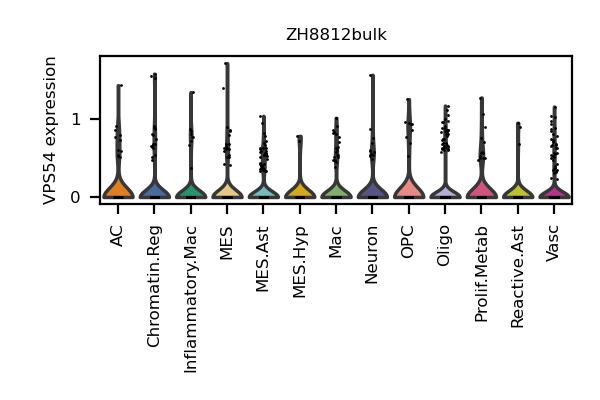 ZH8812bulk
VPS54 expression
1
0
AC
Chromatin.Reg
Inflammatory.Mac
MES
MES.Ast
MES.Hyp
Mac
Neuron
OPC
Oligo
Prolif.Metab
Reactive.Ast
Vasc